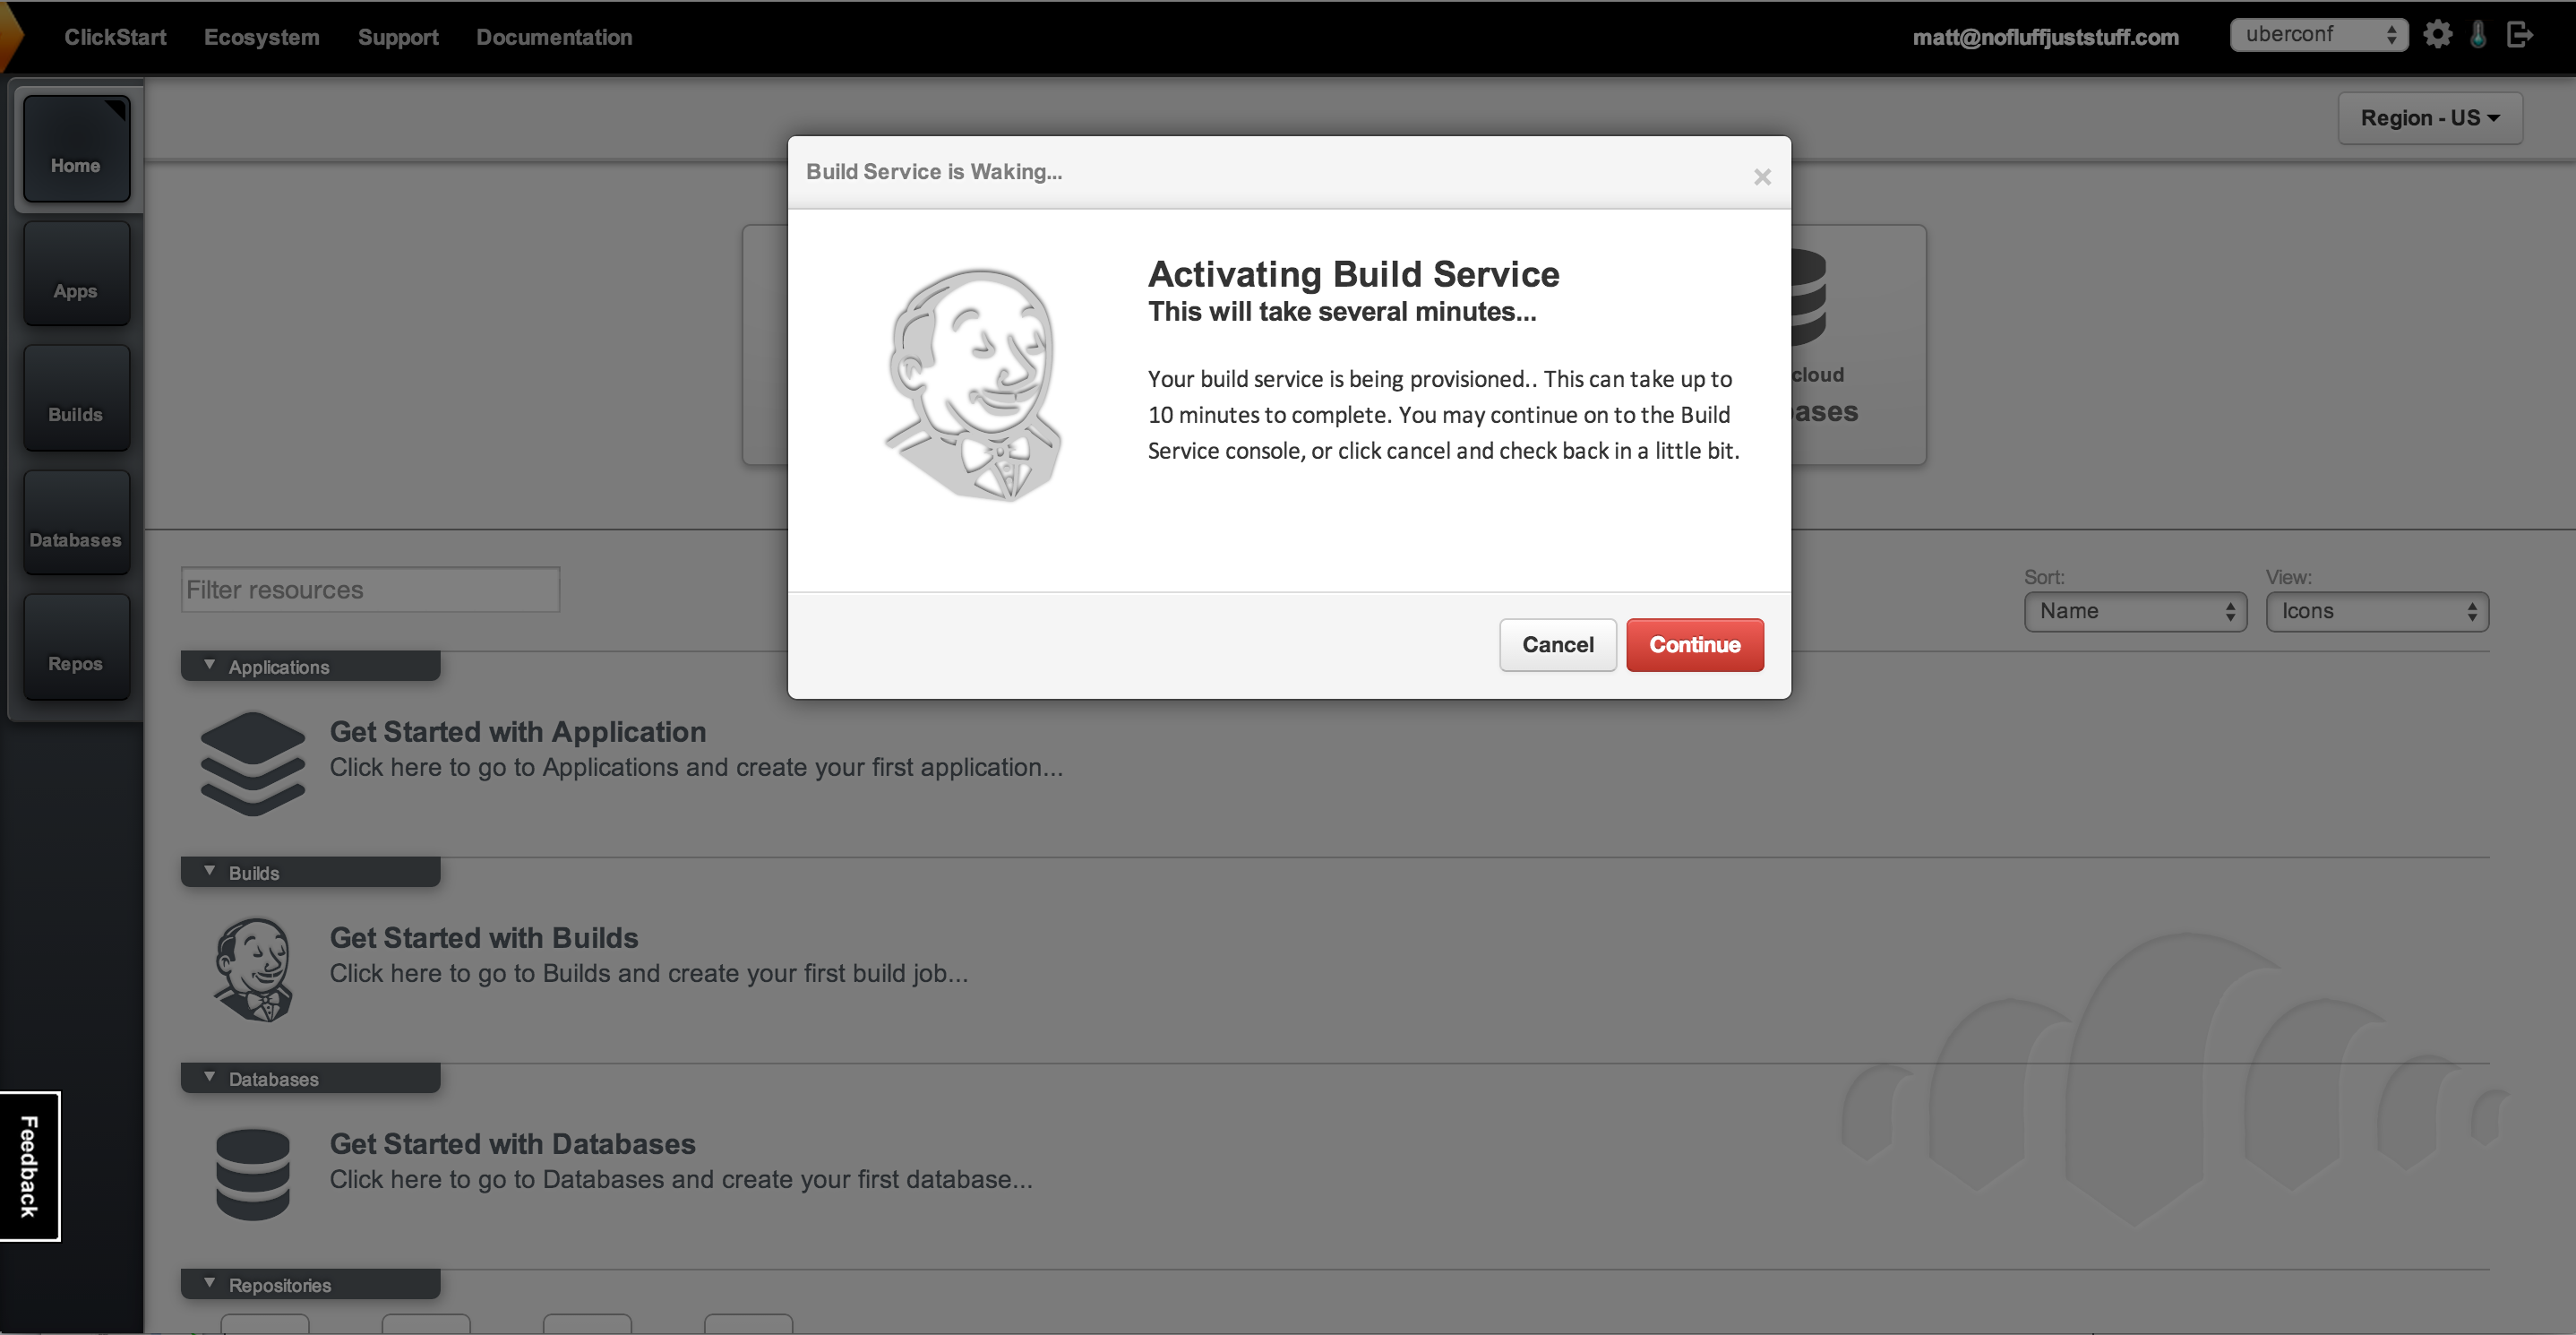 ClickStart Ecosystem Support Documentation matt@nofluffjuststuff.com uberconf
Region - US
Home
Apps
Builds
Databases
Repos
Feedback
Build Service is Waking...
×
Activating Build Service
This will take several minutes...
Your build service is being provisioned.. This can take up to
10 minutes to complete. You may continue on to the Build
Service console, or click cancel and check back in a little bit.
Cancel Continue
cloud
ases
Filter resources
Sort: View:
Name Icons
Applications
Get Started with Application
Click here to go to Applications and create your first application...
Builds
Get Started with Builds
Click here to go to Builds and create your first build job...
Databases
Get Started with Databases
Click here to go to Databases and create your first database...
Repositories